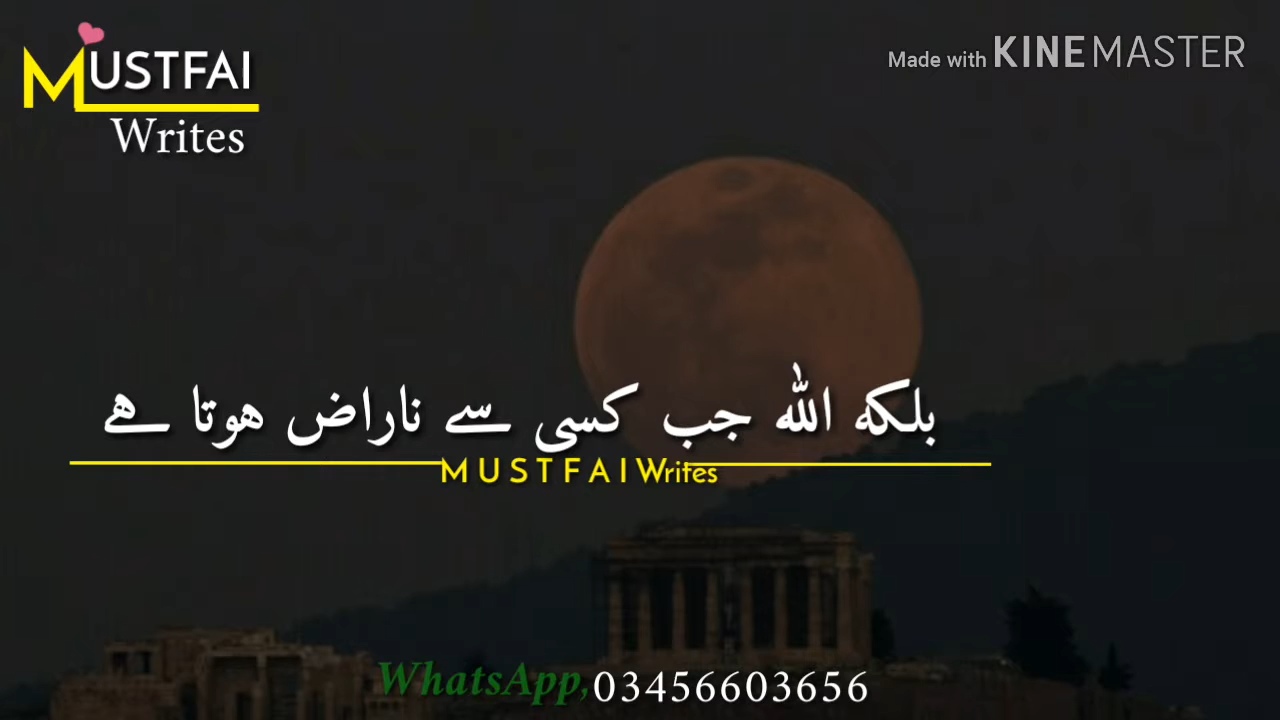 MUSTFAI
Writes
Made with KINEMASTER
بلکہ اللہ جب کسی سے ناراض ہوتا ہے
MUSTFAI Writes
WhatsApp,03456603656